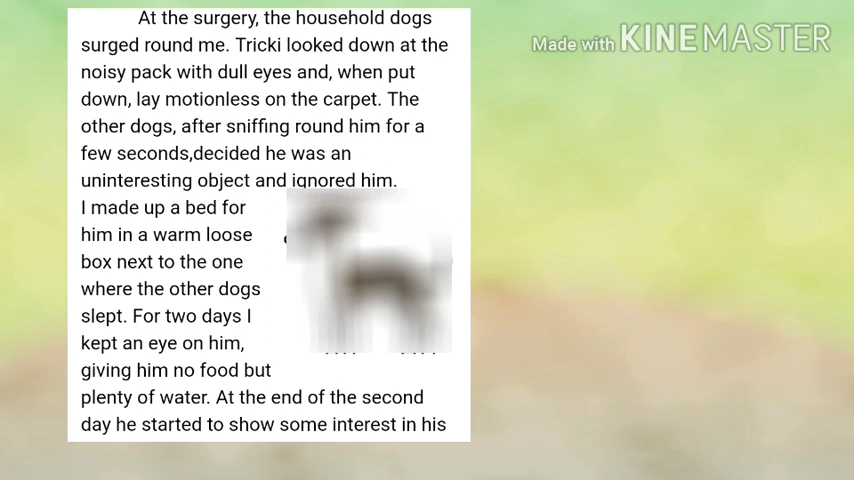 At the surgery, the household dogs
surged round me. Tricki looked down at the
noisy pack with dull eyes and, when put
down, lay motionless on the carpet. The
other dogs, after sniffing round him for a
few seconds,decided he was an
uninteresting object and ignored him.
I made up a bed for
him in a warm loose
box next to the one
where the other dogs
slept. For two days I
kept an eye on him,
giving him no food but
plenty of water. At the end of the second
day he started to show some interest in his
Made with KINEMASTER